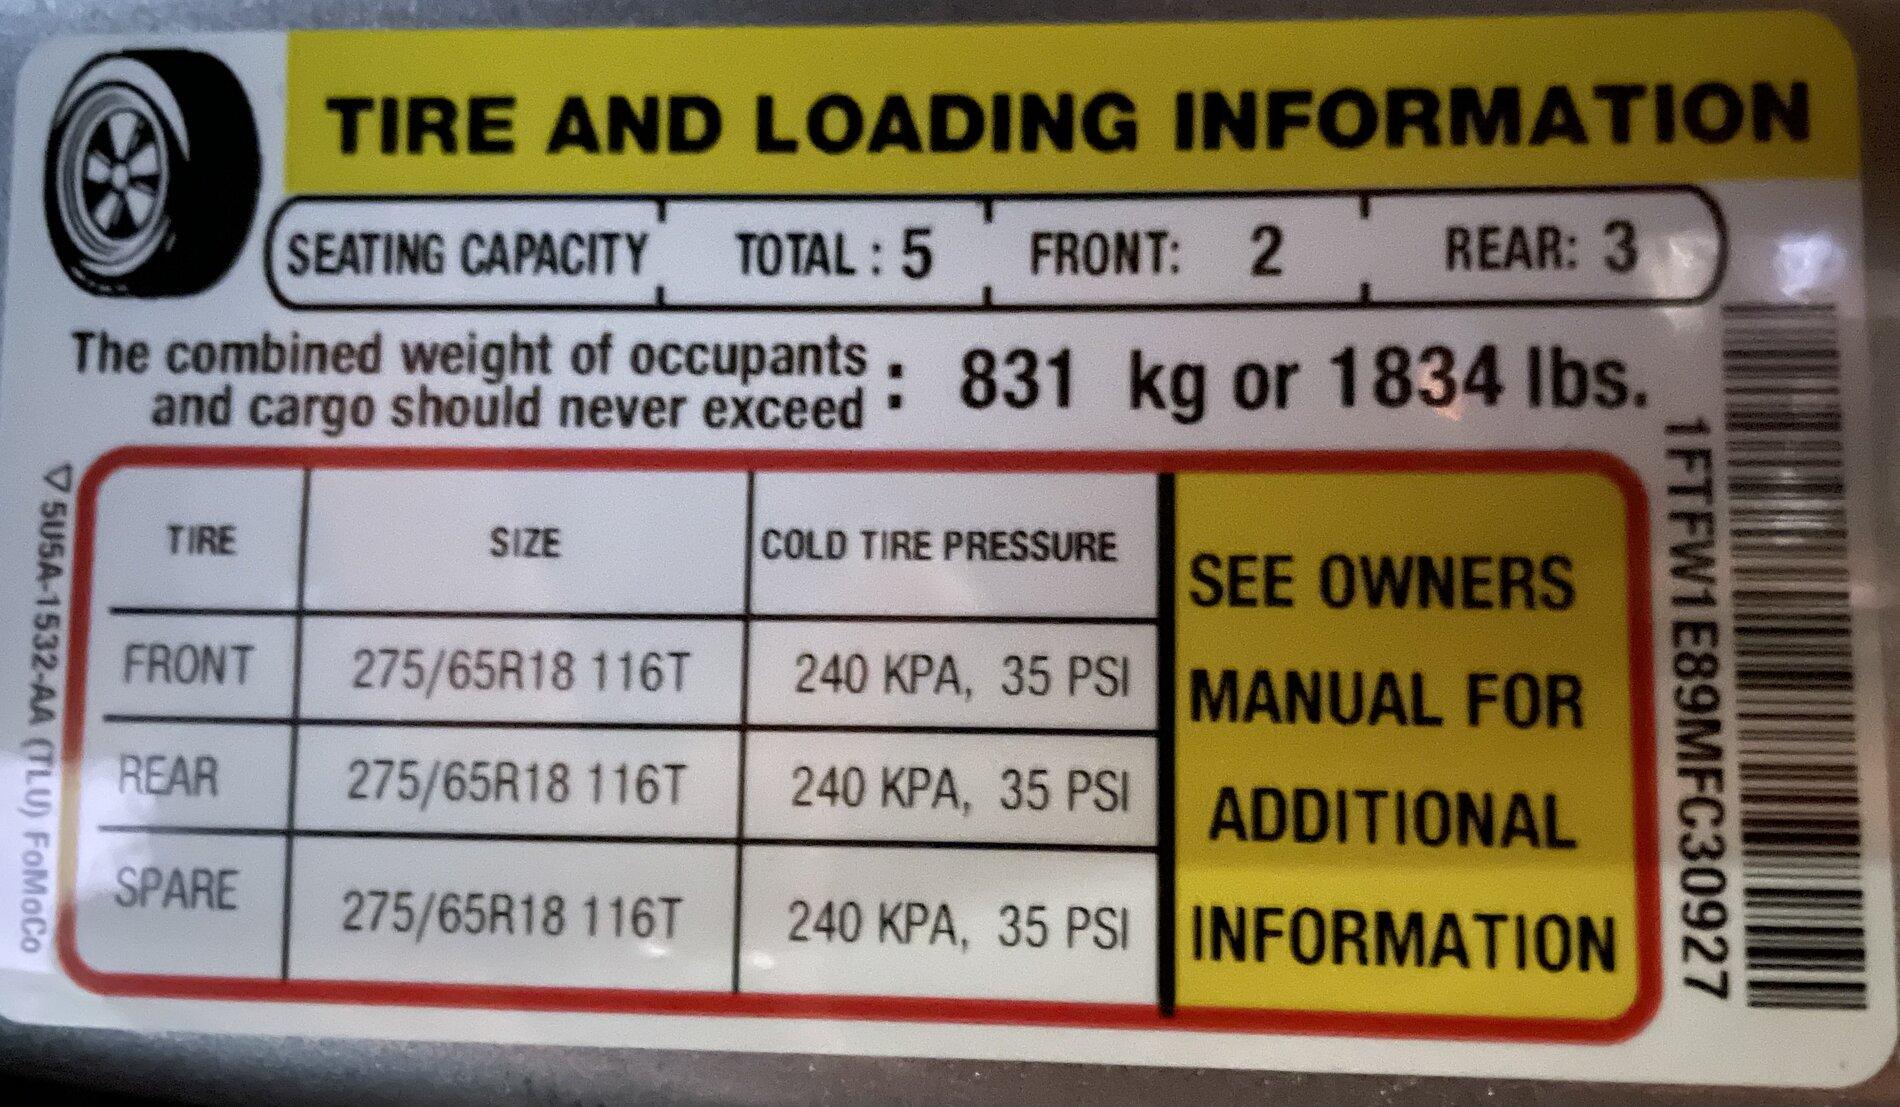 TIRE AND LOADING INFORMATION
SEATING CAPACITY TOTAL : 5 FRONT: 2 REAR: 3
The combined weight of occupants
and cargo should never exceed : 831 kg or 1834 lbs.
TIRE SIZE COLD TIRE PRESSURE
FRONT 275/65R18 116T 240 KPA, 35 PSI
REAR 275/65R18 116T 240 KPA, 35 PSI
SPARE 275/65R18 116T 240 KPA, 35 PSI
SEE OWNERS
MANUAL FOR
ADDITIONAL
INFORMATION
1FTFW1E89MFC30927
5U5A-1532-AA (TLU) FoMoCo